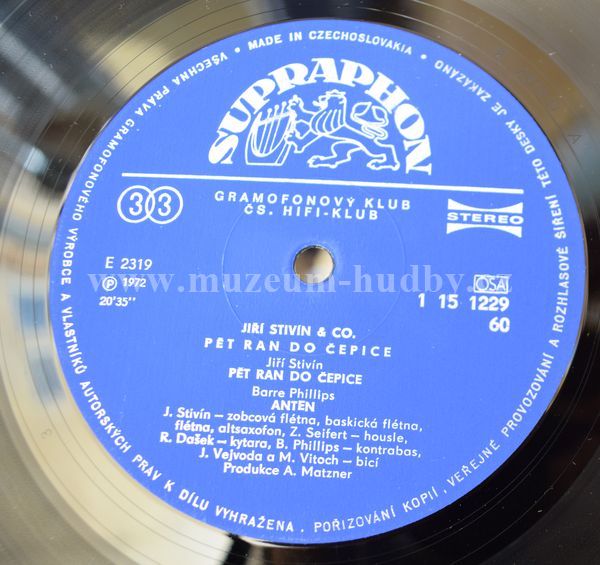 VŠECHNA PRÁVA GRAMOFONOVÉHO VÝROBCE A VLASTNÍKŮ AUTORSKÝCH PRÁV K DÍLU VYHRAŽENA. POŘIZOVÁNÍ KOPIÍ, VEŘEJNÉ PROVOZOVÁNÍ A ROZHLASOVÉ ŠÍŘENÍ TÉTO DESKY JE ZAKÁZÁNO • MADE IN CZECHOSLOVAKIA •
SUPRAPHON
33
GRAMOFONOVÝ KLUB
ČS. HIFI-KLUB
STEREO
E 2319
Ⓟ 1972
20'35''
www.muzeum-hudby.cz
OSA
1 15 1229
60
JIŘÍ STIVÍN & CO.
PĚT RAN DO ČEPICE
Jiří Stivín
PĚT RAN DO ČEPICE
Barre Phillips
ANTEN
J. Stivín – zobcová flétna, baskická flétna,
flétna, altsaxofon, Z. Seifert – housle,
R. Dašek – kytara, B. Phillips – kontrabas,
J. Vejvoda a M. Vitoch – bicí
Produkce A. Matzner